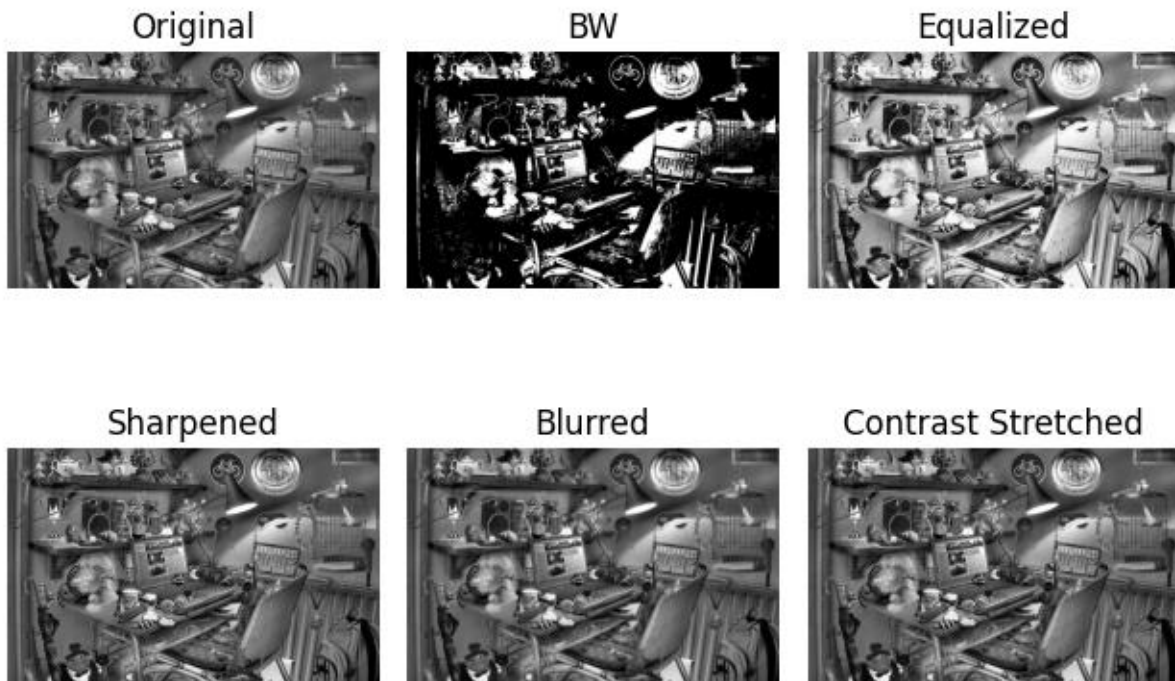 Original
BW
Equalized
Sharpened
Blurred
Contrast Stretched